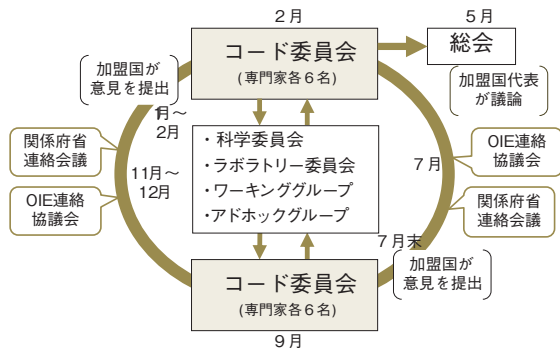 2月
コード委員会
(専門家各6名)
5月
総会
加盟国代表
が議論
加盟国が
意見を提出
1月～
2月
関係府省
連絡会議
11月～
12月
OIE連絡
協議会
・科学委員会
・ラボラトリー委員会
・ワーキンググループ
・アドホックグループ
7月
OIE連絡
協議会
関係府省
連絡会議
7月末
加盟国が
意見を提出
コード委員会
(専門家各6名)
9月